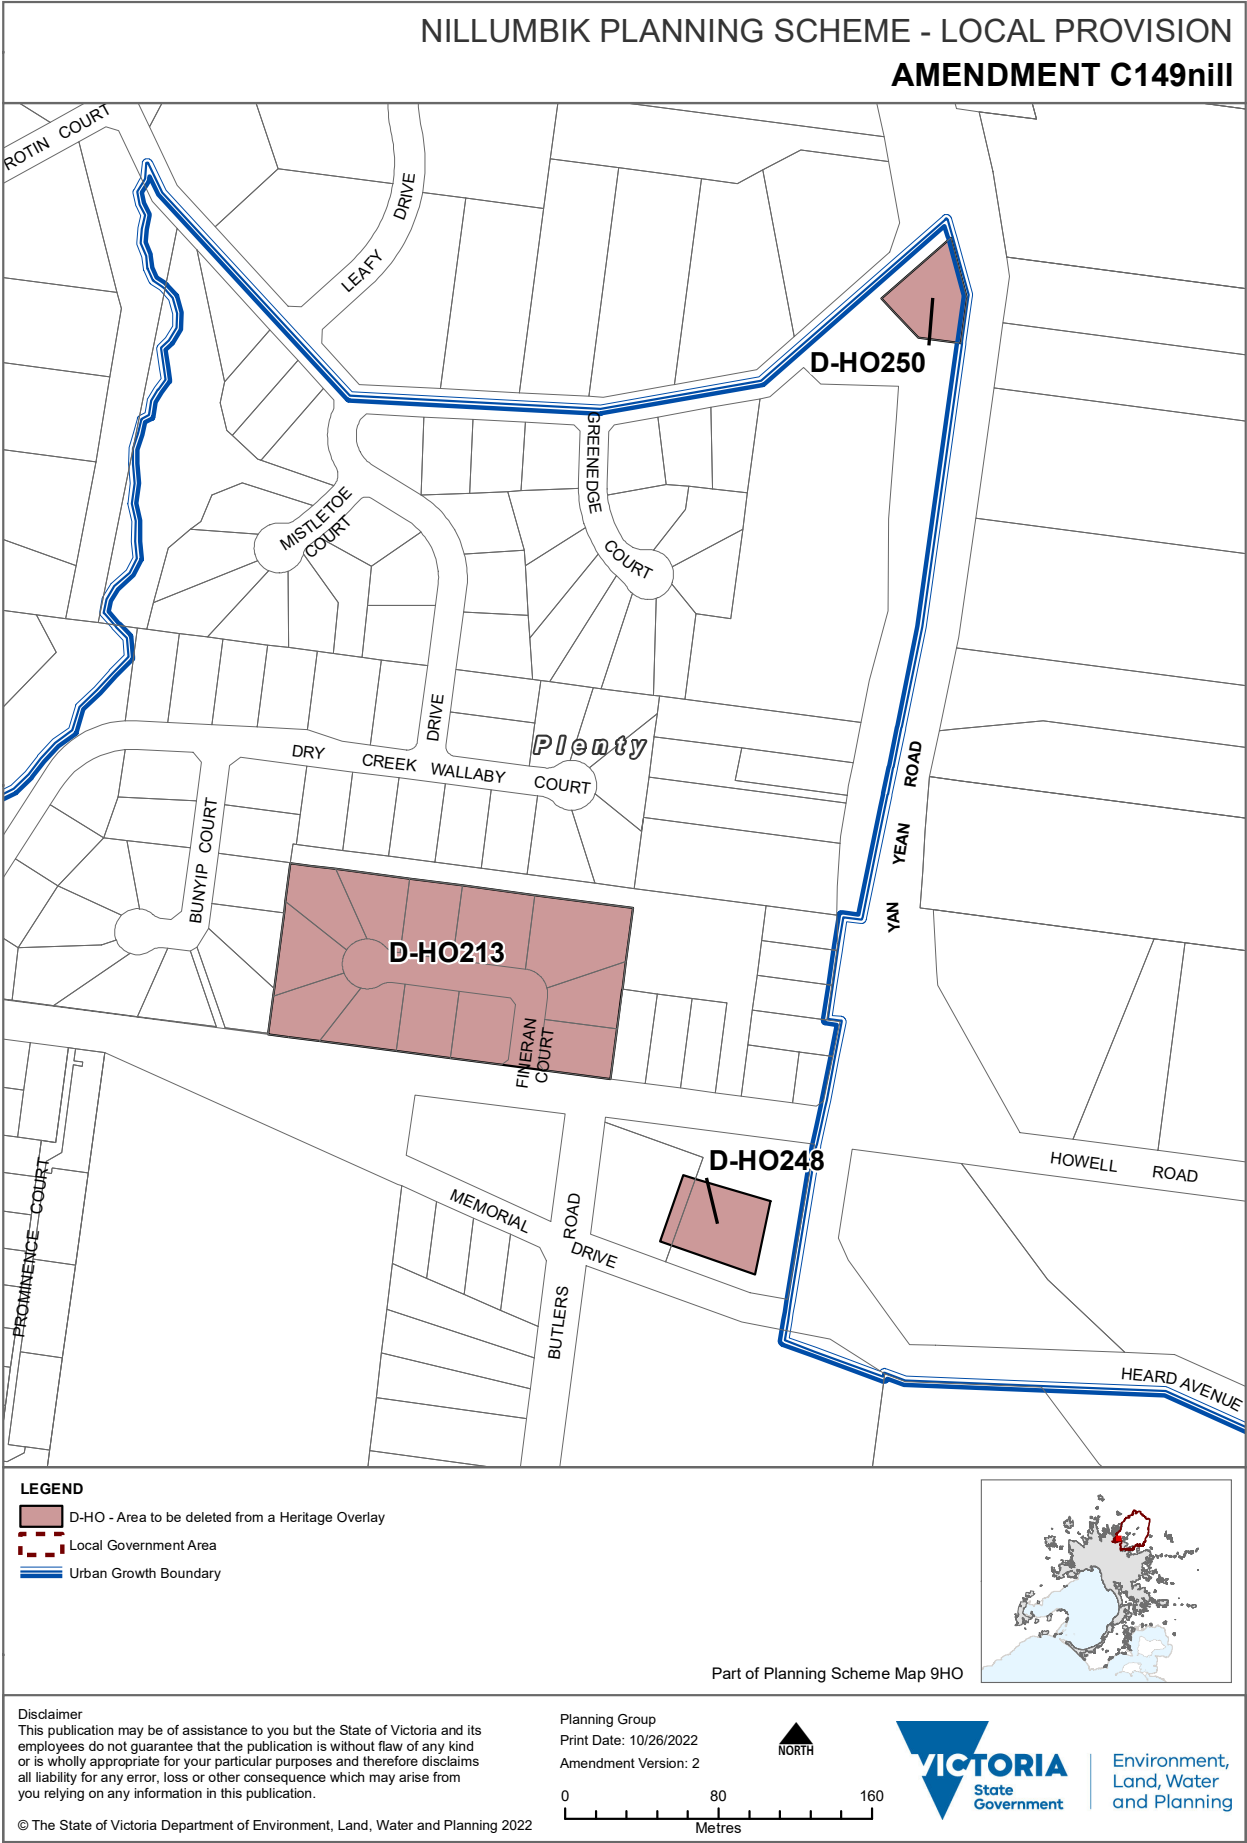 NILLUMBIK PLANNING SCHEME - LOCAL PROVISION
AMENDMENT C149nill
ROTIN COURT
LEAFY DRIVE
D-HO250
GREENEDGE COURT
MISTLETOE
COURT
DRIVE
Plenty
DRY CREEK WALLABY COURT
YAN YEAN ROAD
BUNYIP COURT
D-HO213
FINERAN
COURT
D-HO248
HOWELL ROAD
MEMORIAL DRIVE
BUTLERS ROAD
PROMINENCE COURT
HEARD AVENUE
LEGEND
D-HO - Area to be deleted from a Heritage Overlay
Local Government Area
Urban Growth Boundary
Part of Planning Scheme Map 9HO
Disclaimer
This publication may be of assistance to you but the State of Victoria and its
employees do not guarantee that the publication is without flaw of any kind
or is wholly appropriate for your particular purposes and therefore disclaims
all liability for any error, loss or other consequence which may arise from
you relying on any information in this publication.
© The State of Victoria Department of Environment, Land, Water and Planning 2022
Planning Group
Print Date: 10/26/2022
Amendment Version: 2
NORTH
0 80 160
Metres
VICTORIA
State
Government
Environment,
Land, Water
and Planning